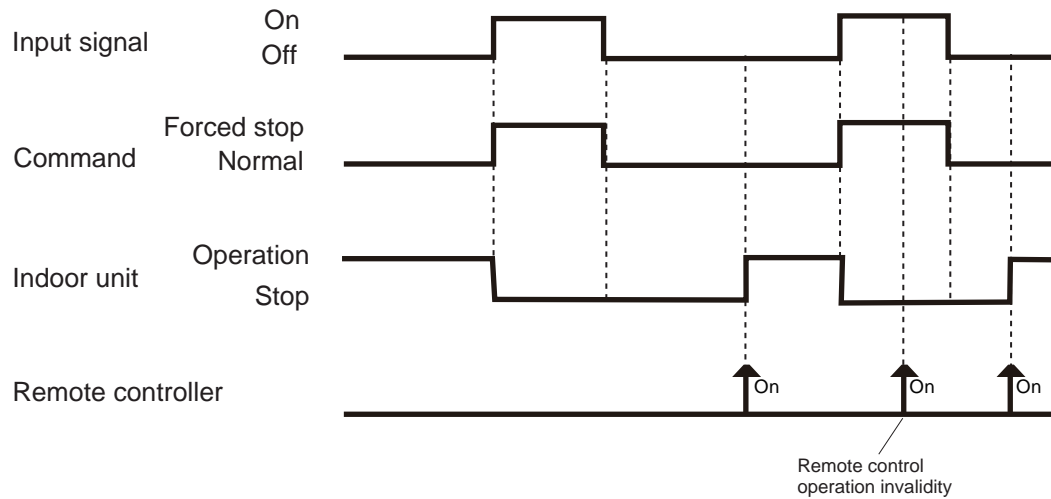 Input signal
On
Off
Command
Forced stop
Normal
Indoor unit
Operation
Stop
Remote controller
On
On
On
Remote control
operation invalidity